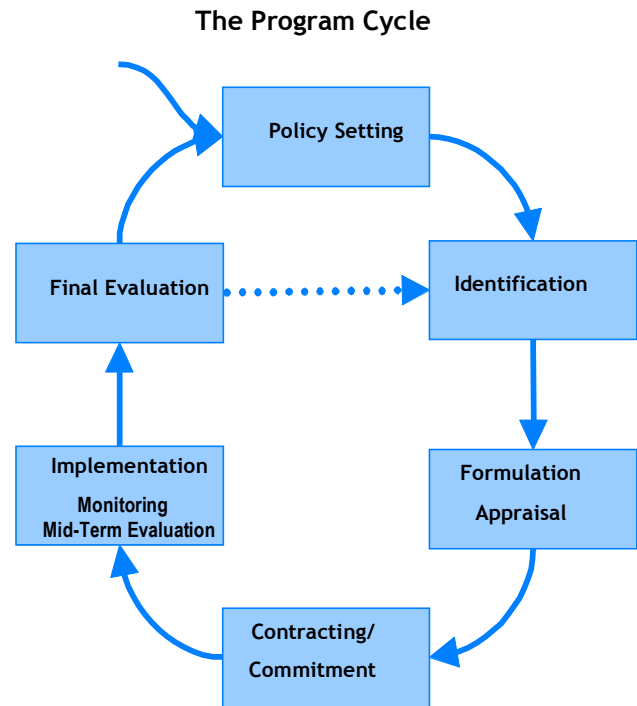 The Program Cycle
Policy Setting
Identification
Formulation
Appraisal
Contracting/
Commitment
Implementation
Monitoring
Mid-Term Evaluation
Final Evaluation